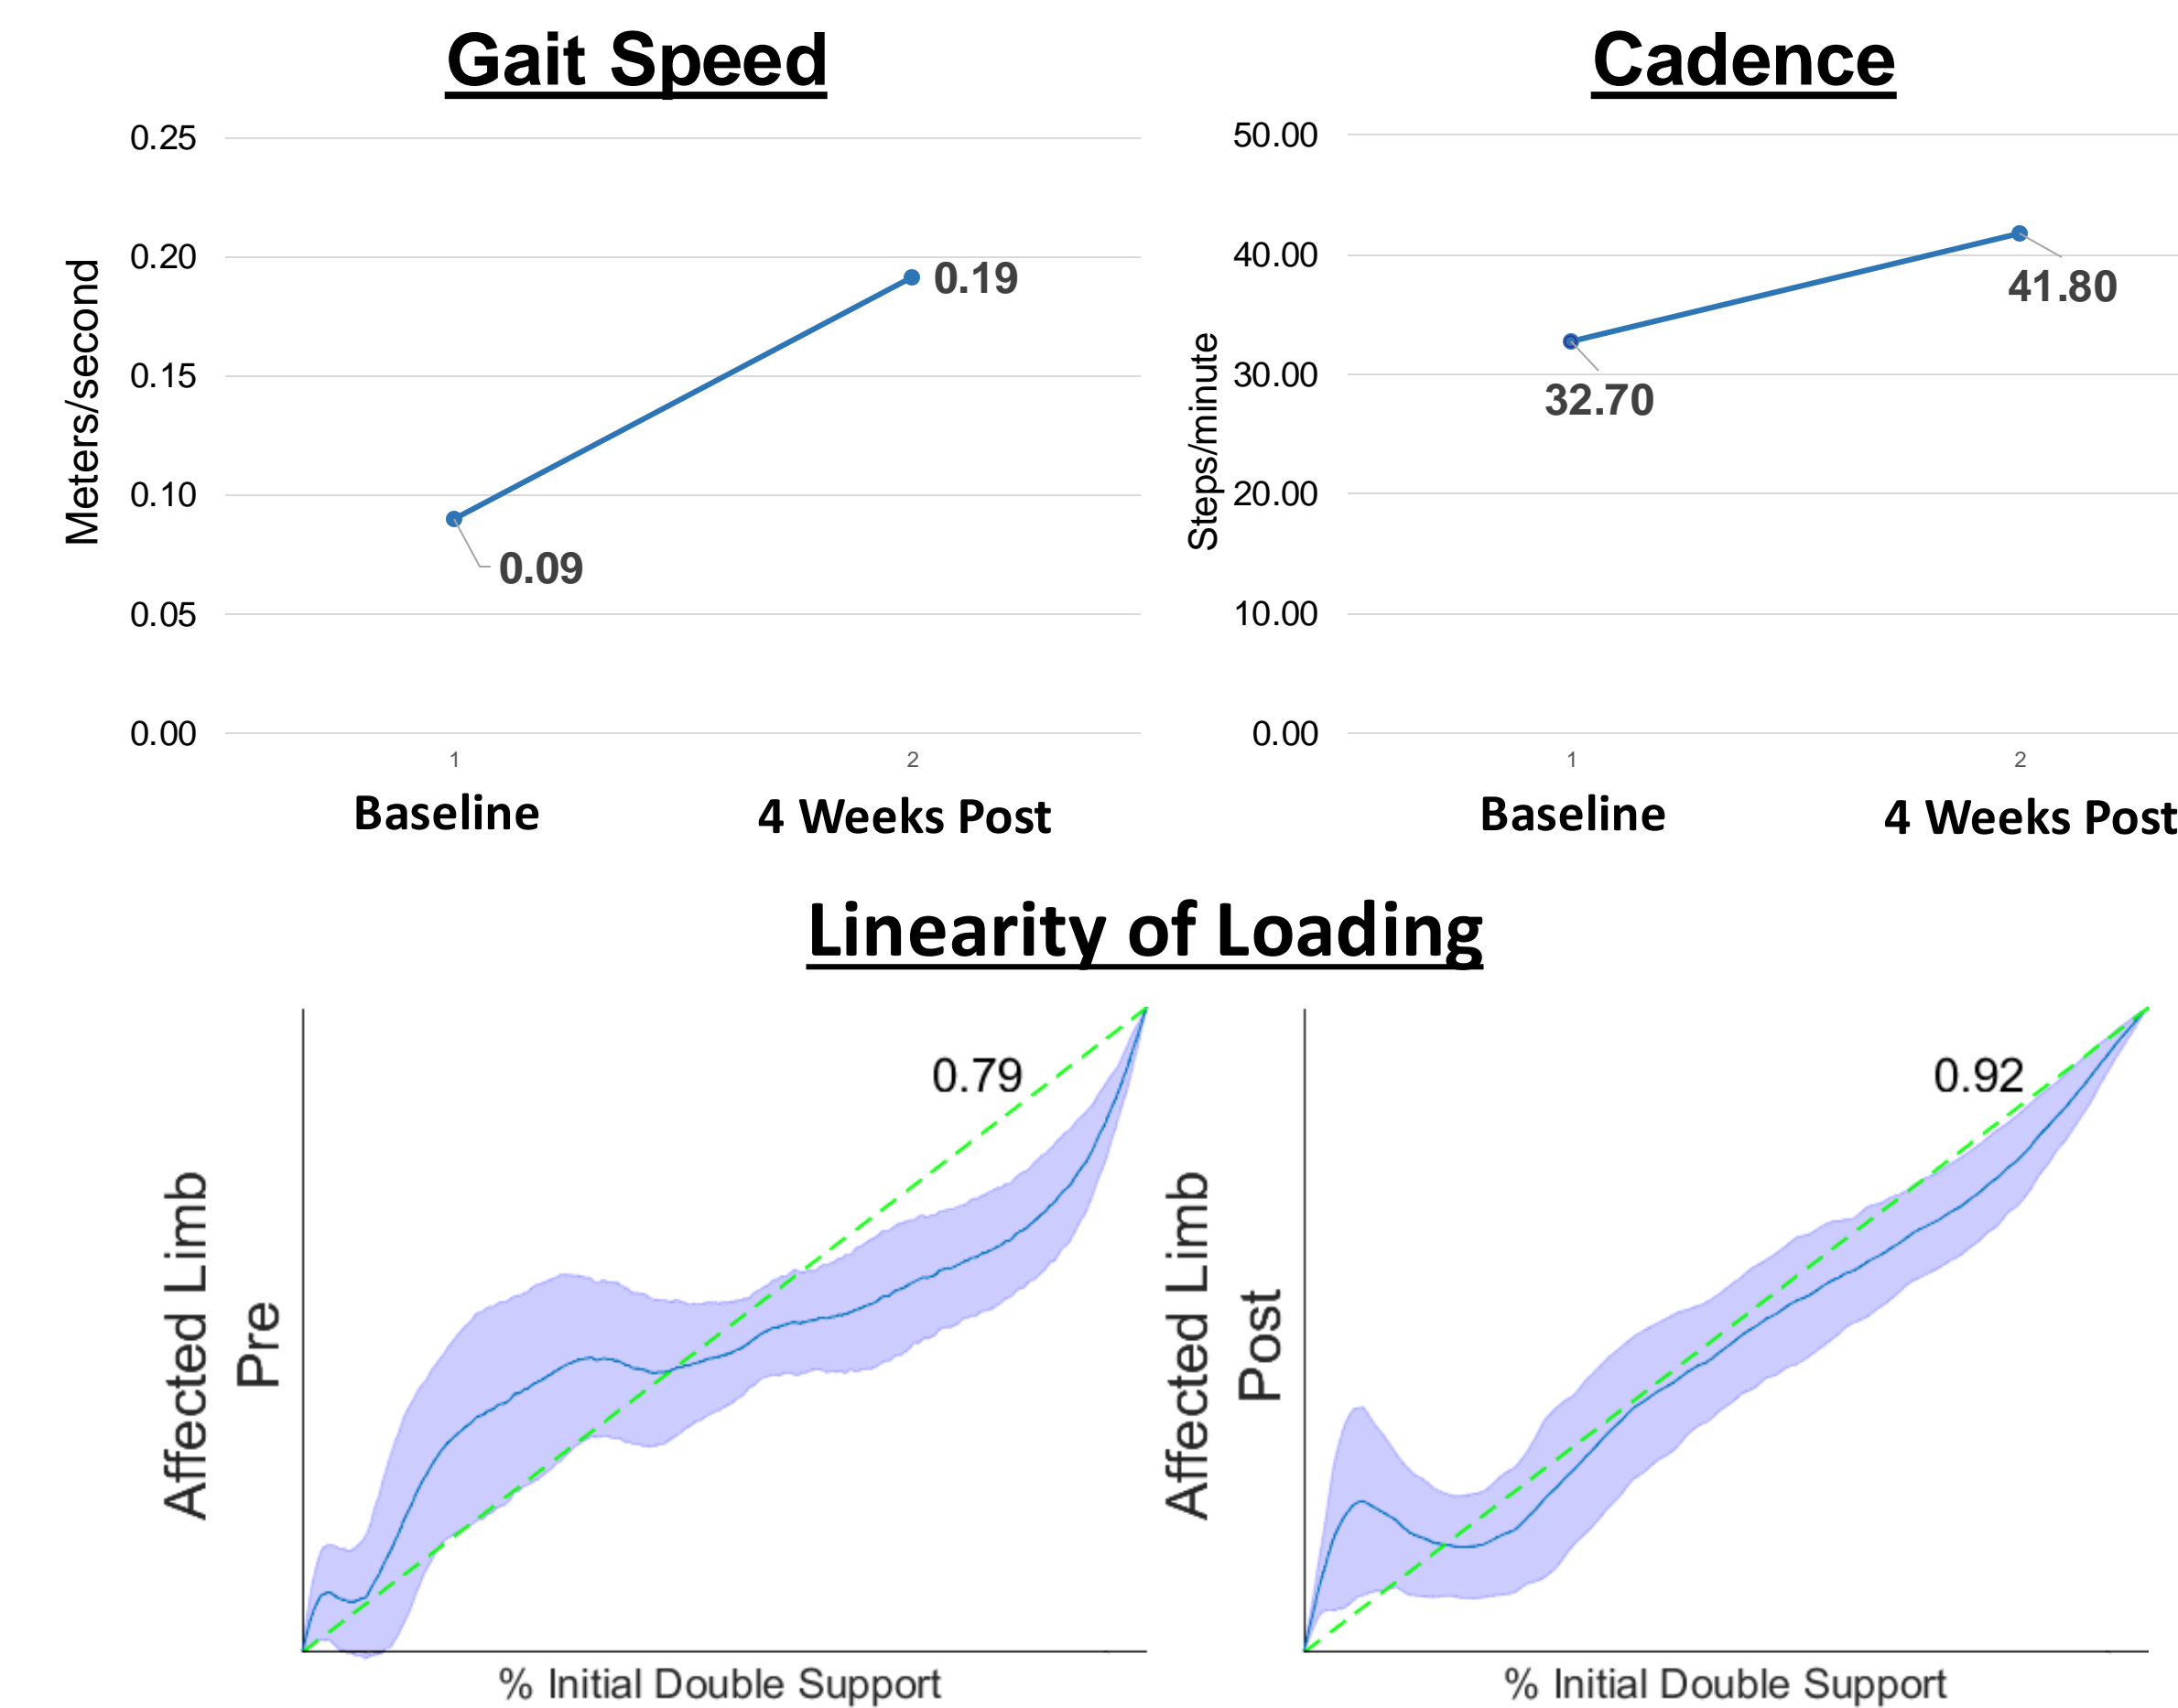 Gait Speed
Meters/second
0.25
0.20
0.15
0.10
0.05
0.00
0.09
0.19
1
2
Baseline
4 Weeks Post
Cadence
Steps/minute
50.00
40.00
30.00
20.00
10.00
0.00
32.70
41.80
1
2
Baseline
4 Weeks Post
Linearity of Loading
Affected Limb
Pre
0.79
% Initial Double Support
Affected Limb
Post
0.92
% Initial Double Support